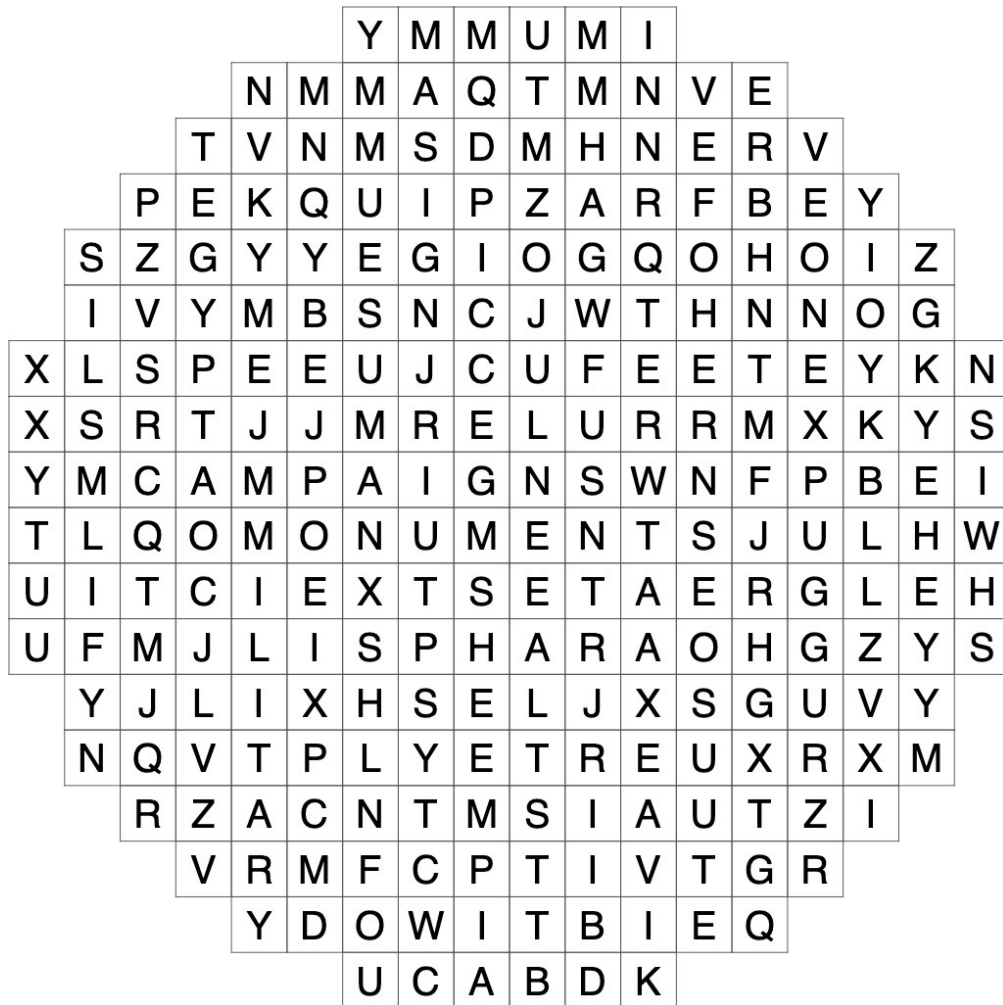 Y M M U M I
N M M A Q T M N V E
T V N M S D M H N E R V
P E K Q U I P Z A R F B E Y
S Z G Y Y E G I O G Q O H O I Z
I V Y M B S N C J W T H N N O G
X L S P E E U J C U F E E T E Y K N
X S R T J J M R E L U R R M X K Y S
Y M C A M P A I G N S W N F P B E I
T L Q O M O N U M E N T S J U L H W
U I T C I E X T S E T A E R G L E H
U F M J L I S P H A R A O H G Z Y S
Y J L I X H S E L J X S G U V Y
N Q V T P L Y E T R E U X R X M
R Z A C N T M S I A U T Z I
V R M F C P T I V T G R
Y D O W I T B I E Q
U C A B D K